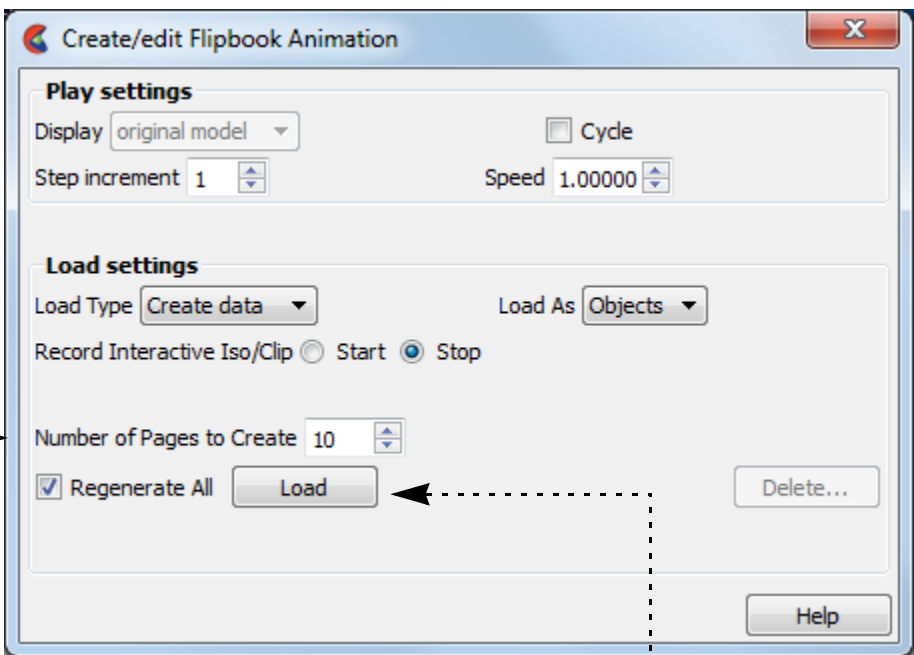 Create/edit Flipbook Animation
Play settings
Display original model Cycle
Step increment 1 Speed 1.00000
Load settings
Load Type Create data Load As Objects
Record Interactive Iso/Clip Start Stop
Number of Pages to Create 10
Regenerate All Load Delete...
Help